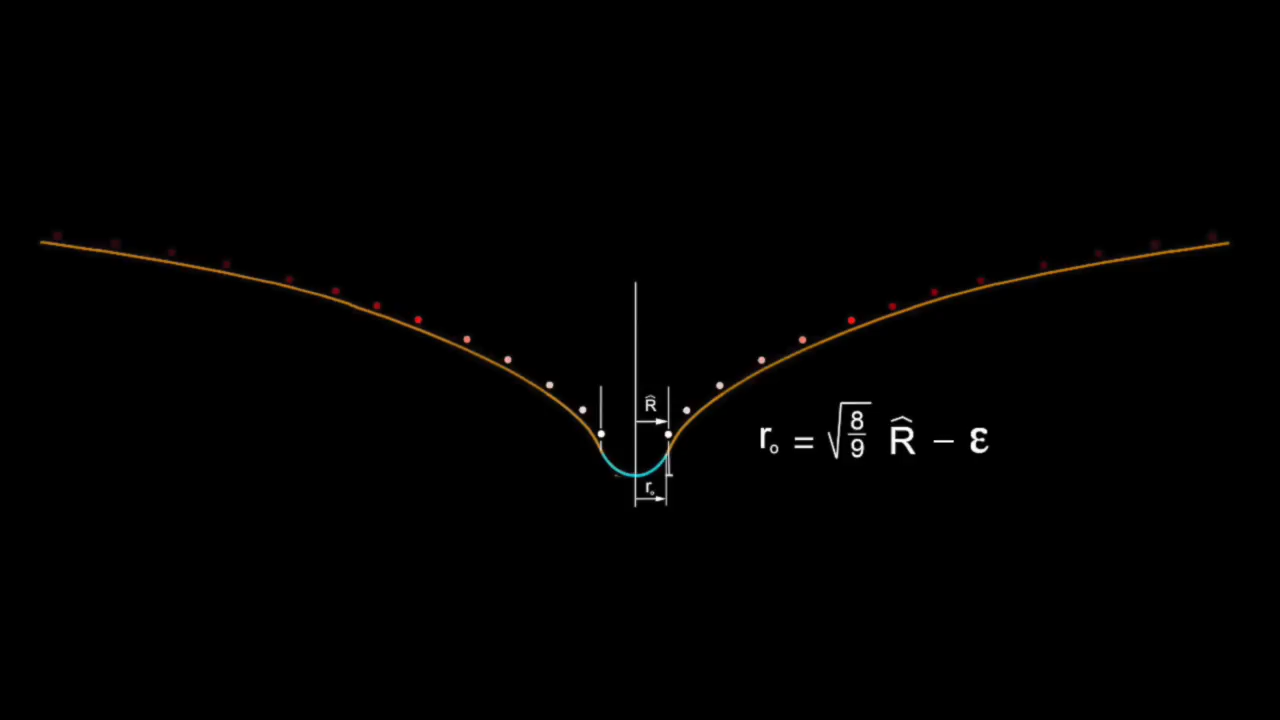 R̂
r₀ = √(8/9) R̂ − ε
r₀